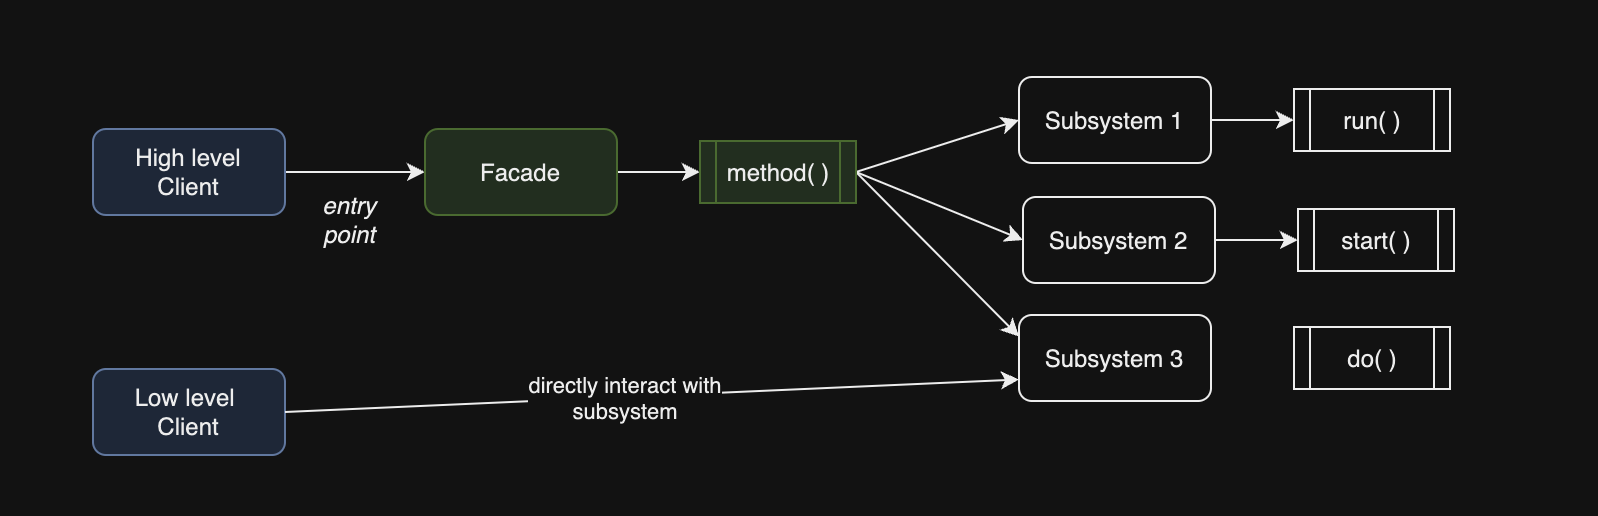 High level
Client
entry
point
Facade
method( )
Subsystem 1
run( )
Subsystem 2
start( )
Subsystem 3
do( )
Low level
Client
directly interact with
subsystem